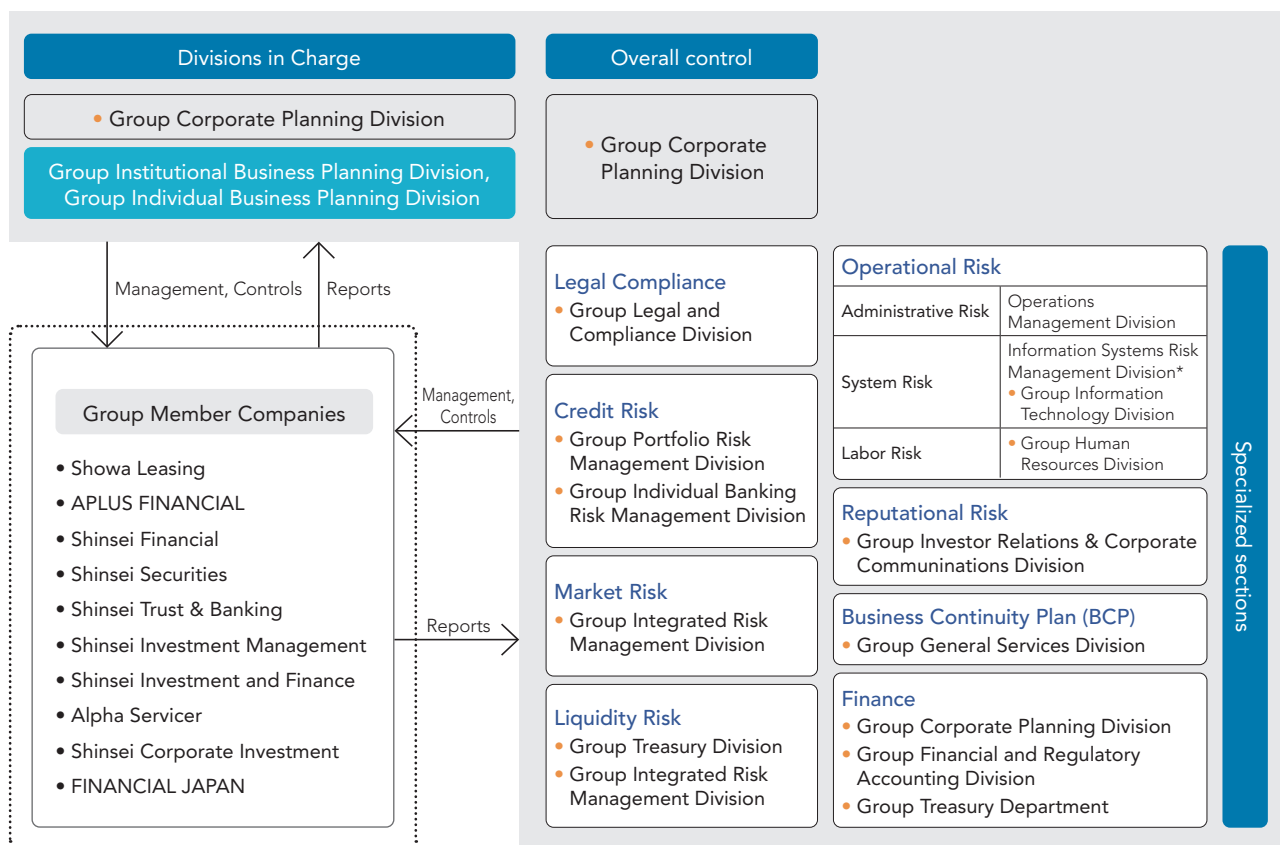 Divisions in Charge
• Group Corporate Planning Division
Group Institutional Business Planning Division,
Group Individual Business Planning Division
Overall control
• Group Corporate
Planning Division
Management, Controls
Reports
Group Member Companies
• Showa Leasing
• APLUS FINANCIAL
• Shinsei Financial
• Shinsei Securities
• Shinsei Trust & Banking
• Shinsei Investment Management
• Shinsei Investment and Finance
• Alpha Servicer
• Shinsei Corporate Investment
• FINANCIAL JAPAN
Management,
Controls
Reports
Legal Compliance
• Group Legal and
Compliance Division
Credit Risk
• Group Portfolio Risk
Management Division
• Group Individual Banking
Risk Management Division
Market Risk
• Group Integrated Risk
Management Division
Liquidity Risk
• Group Treasury Division
• Group Integrated Risk
Management Division
Operational Risk
Administrative Risk
Operations
Management Division
System Risk
Information Systems Risk
Management Division*
• Group Information
Technology Division
Labor Risk
• Group Human
Resources Division
Reputational Risk
• Group Investor Relations & Corporate
Communinations Division
Business Continuity Plan (BCP)
• Group General Services Division
Finance
• Group Corporate Planning Division
• Group Financial and Regulatory
Accounting Division
• Group Treasury Department
Specialized sections